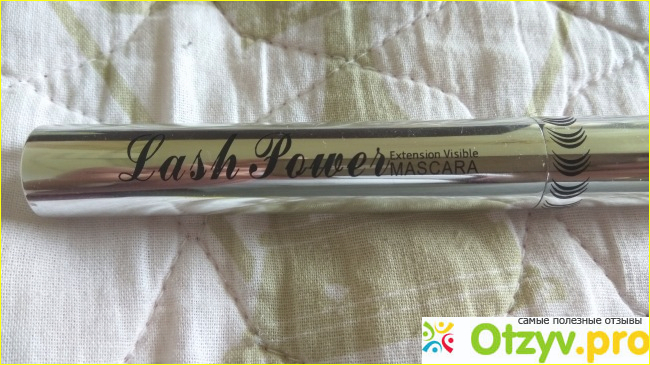 Lash Power
Extension Visible
MASCARA
самые полезные отзывы
Otzyv.pro